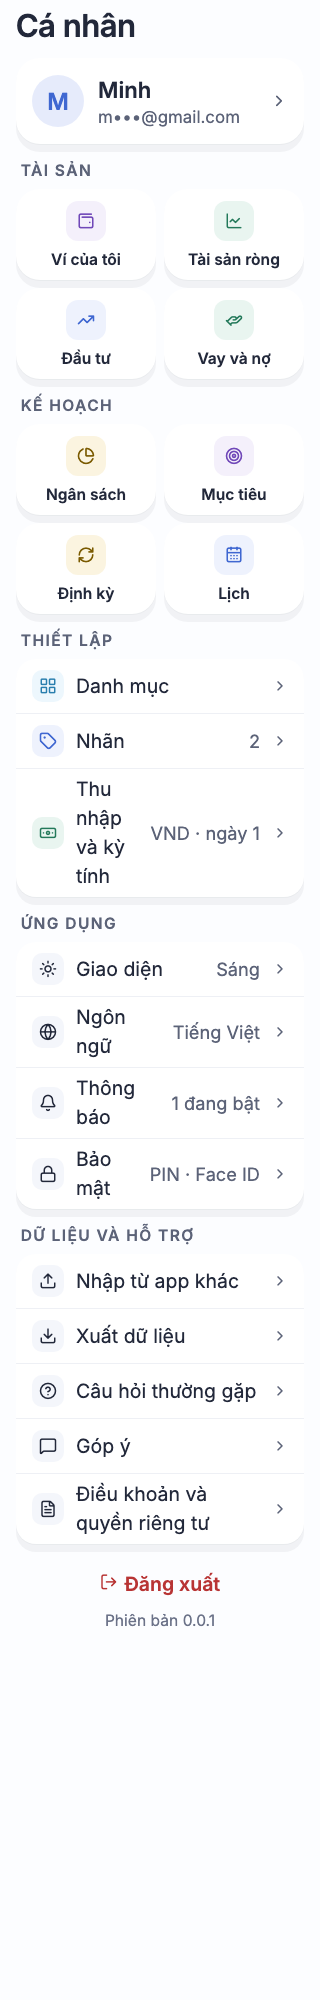 Cá nhân
M
Minh
m•••@gmail.com
TÀI SẢN
Ví của tôi
Tài sản ròng
Đầu tư
Vay và nợ
KẾ HOẠCH
Ngân sách
Mục tiêu
Định kỳ
Lịch
THIẾT LẬP
Danh mục
Nhãn
2
Thu
nhập
và kỳ
tính
VND · ngày 1
ỨNG DỤNG
Giao diện
Sáng
Ngôn
ngữ
Tiếng Việt
Thông
báo
1 đang bật
Bảo
mật
PIN · Face ID
DỮ LIỆU VÀ HỖ TRỢ
Nhập từ app khác
Xuất dữ liệu
Câu hỏi thường gặp
Góp ý
Điều khoản và
quyền riêng tư
Đăng xuất
Phiên bản 0.0.1